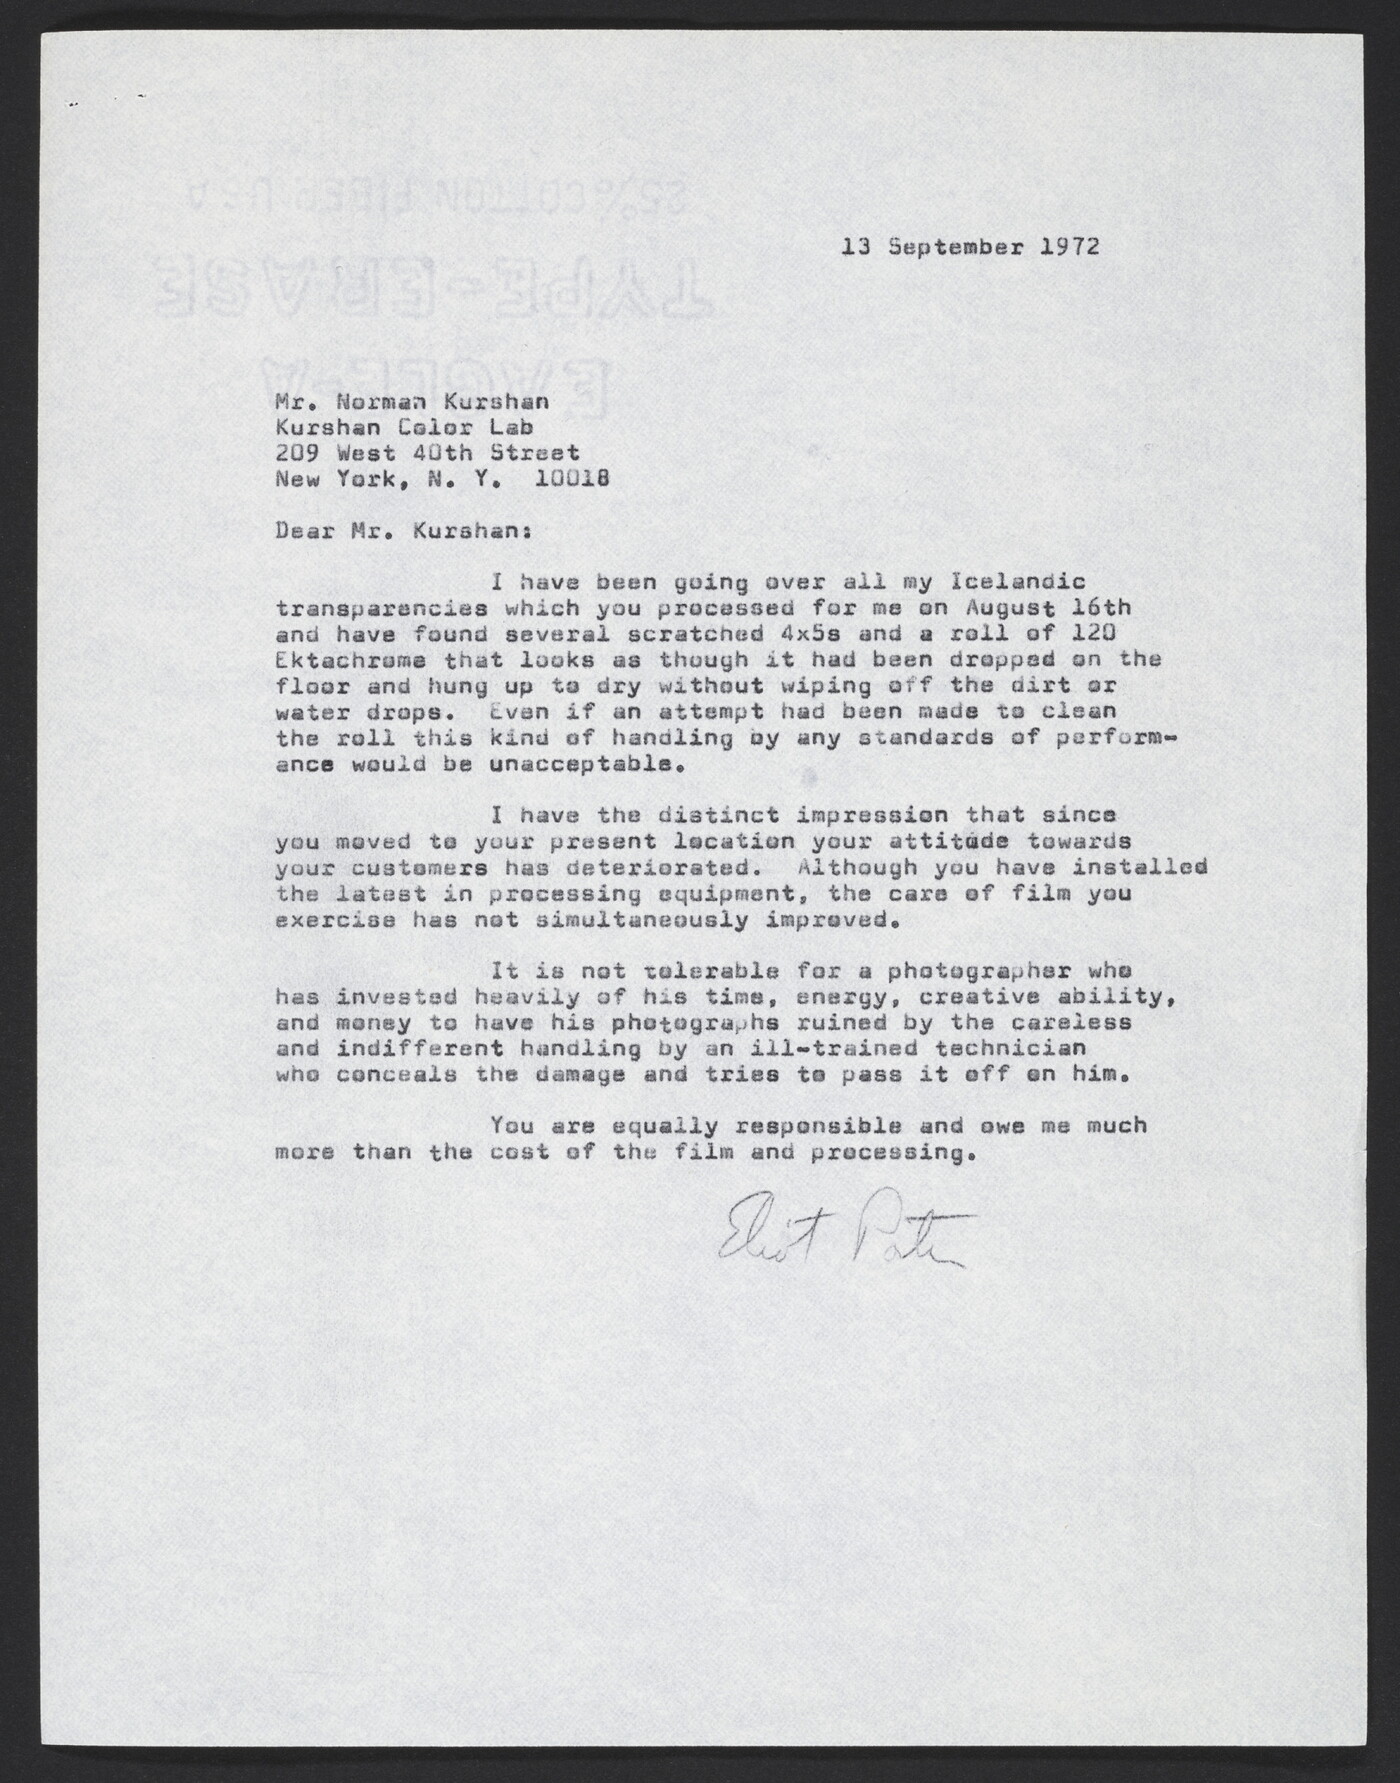 25% COTTON FIBER USA
TYPE-ERASE
EAGLE-A
13 September 1972
Mr. Norman Kurshan
Kurshan Color Lab
209 West 40th Street
New York, N. Y.  10018
Dear Mr. Kurshan:
I have been going over all my Icelandic
transparencies which you processed for me on August 16th
and have found several scratched 4x5s and a roll of 120
Ektachrome that looks as though it had been dropped on the
floor and hung up to dry without wiping off the dirt or
water drops.  Even if an attempt had been made to clean
the roll this kind of handling by any standards of perform-
ance would be unacceptable.
I have the distinct impression that since
you moved to your present location your attitude towards
your customers has deteriorated.  Although you have installed
the latest in processing equipment, the care of film you
exercise has not simultaneously improved.
It is not tolerable for a photographer who
has invested heavily of his time, energy, creative ability,
and money to have his photographs ruined by the careless
and indifferent handling by an ill-trained technician
who conceals the damage and tries to pass it off on him.
You are equally responsible and owe me much
more than the cost of the film and processing.
Eliot Porter